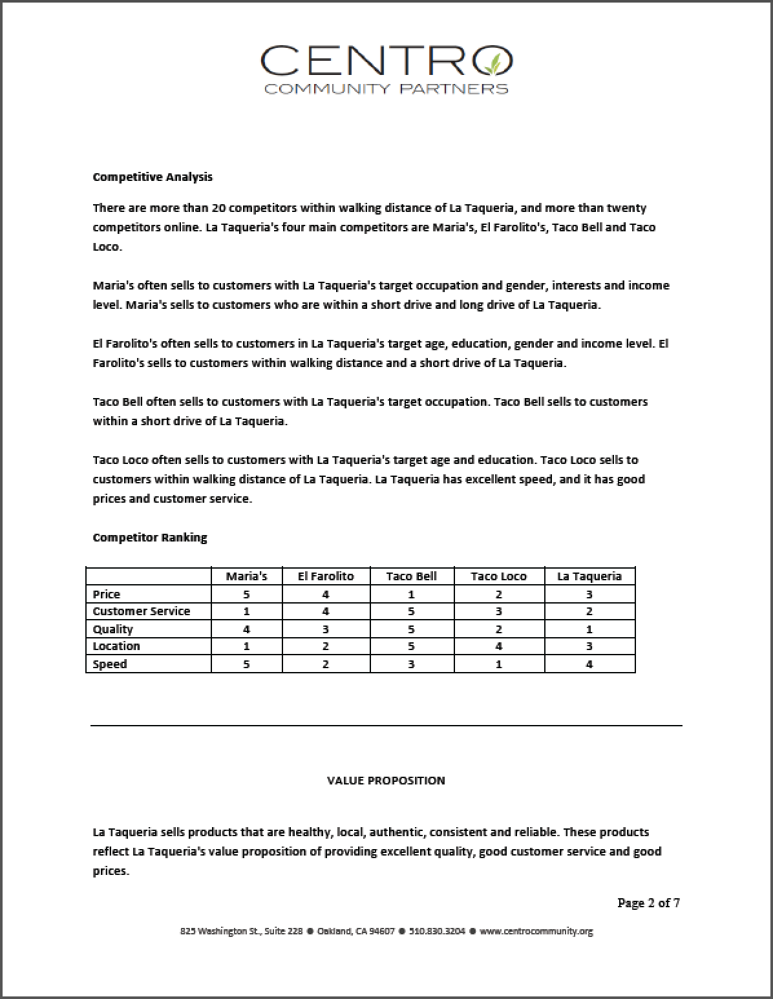 CENTRO
COMMUNITY PARTNERS
Competitive Analysis
There are more than 20 competitors within walking distance of La Taqueria, and more than twenty
competitors online. La Taqueria's four main competitors are Maria's, El Farolito's, Taco Bell and Taco
Loco.
Maria's often sells to customers with La Taqueria's target occupation and gender, interests and income
level. Maria's sells to customers who are within a short drive and long drive of La Taqueria.
El Farolito's often sells to customers in La Taqueria's target age, education, gender and income level. El
Farolito's sells to customers within walking distance and a short drive of La Taqueria.
Taco Bell often sells to customers with La Taqueria's target occupation. Taco Bell sells to customers
within a short drive of La Taqueria.
Taco Loco often sells to customers with La Taqueria's target age and education. Taco Loco sells to
customers within walking distance of La Taqueria. La Taqueria has excellent speed, and it has good
prices and customer service.
Competitor Ranking
Maria's El Farolito Taco Bell Taco Loco La Taqueria
Price 5 4 1 2 3
Customer Service 1 4 5 3 2
Quality 4 3 5 2 1
Location 1 2 5 4 3
Speed 5 2 3 1 4
VALUE PROPOSITION
La Taqueria sells products that are healthy, local, authentic, consistent and reliable. These products
reflect La Taqueria's value proposition of providing excellent quality, good customer service and good
prices.
Page 2 of 7
825 Washington St., Suite 228 ● Oakland, CA 94607 ● 510.830.3204 ● www.centrocommunity.org